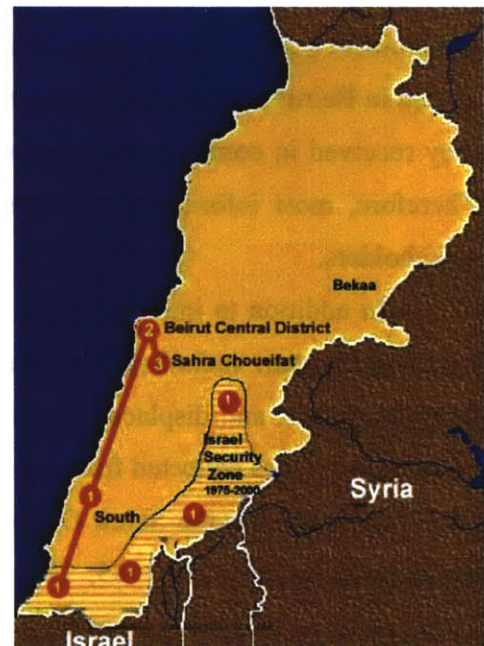 Bekaa
2 Beirut Central District
3 Sahra Choueifat
1
Israel
Security
Zone
1975-2000
Syria
1
South
1
1
1
Israel